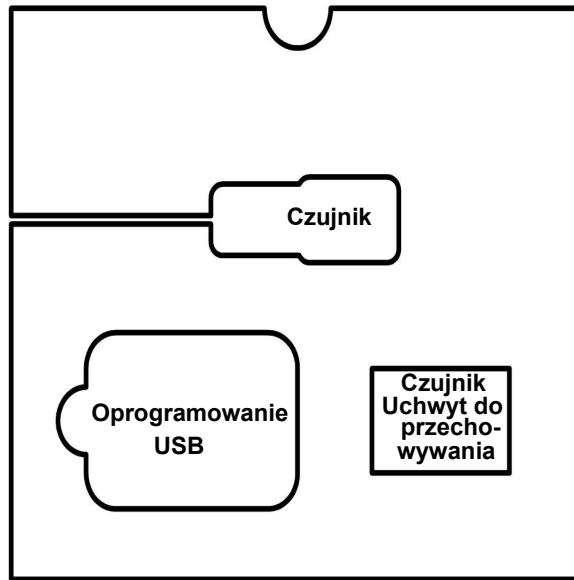 Czujnik
Oprogramowanie
USB
Czujnik
Uchwyt do
przecho-
wywania